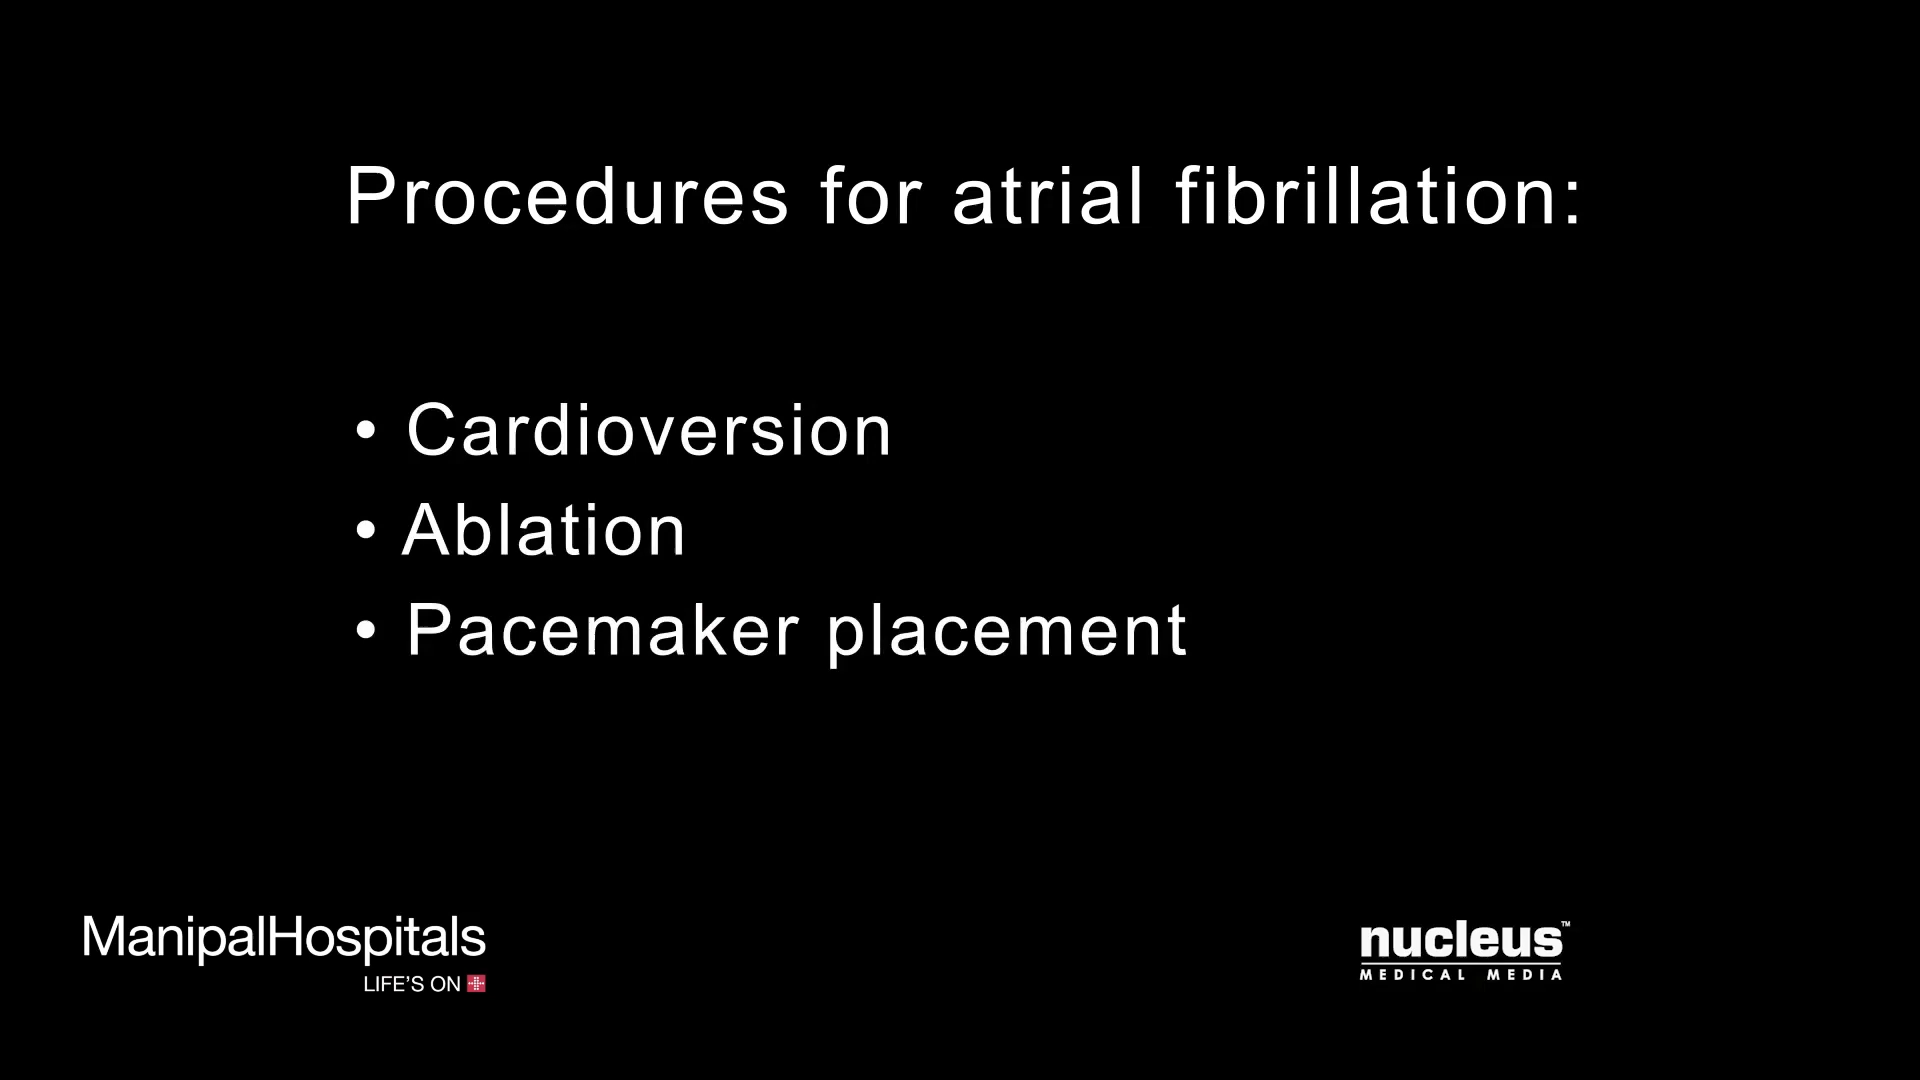 Procedures for atrial fibrillation:
• Cardioversion
• Ablation
• Pacemaker placement
ManipalHospitals
LIFE'S ON
nucleus™
MEDICAL MEDIA